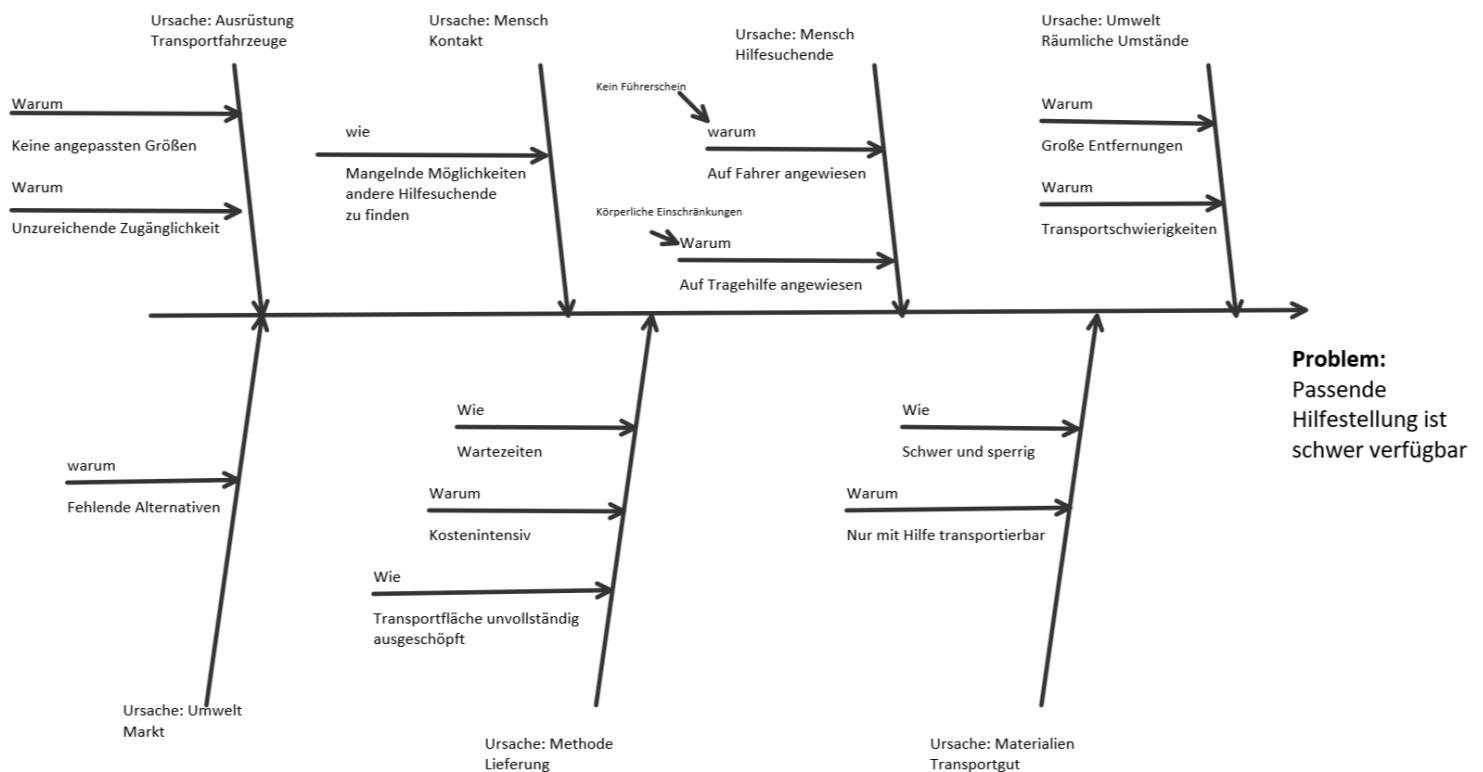 Ursache: Ausrüstung
Transportfahrzeuge
Warum
Keine angepassten Größen
Warum
Unzureichende Zugänglichkeit
Ursache: Mensch
Kontakt
wie
Mangelnde Möglichkeiten
andere Hilfesuchende
zu finden
Ursache: Mensch
Hilfesuchende
Kein Führerschein
warum
Auf Fahrer angewiesen
Körperliche Einschränkungen
Warum
Auf Tragehilfe angewiesen
Ursache: Umwelt
Räumliche Umstände
Warum
Große Entfernungen
Warum
Transportschwierigkeiten
Problem:
Passende
Hilfestellung ist
schwer verfügbar
warum
Fehlende Alternativen
Ursache: Umwelt
Markt
Wie
Wartezeiten
Warum
Kostenintensiv
Wie
Transportfläche unvollständig
ausgeschöpft
Ursache: Methode
Lieferung
Wie
Schwer und sperrig
Warum
Nur mit Hilfe transportierbar
Ursache: Materialien
Transportgut